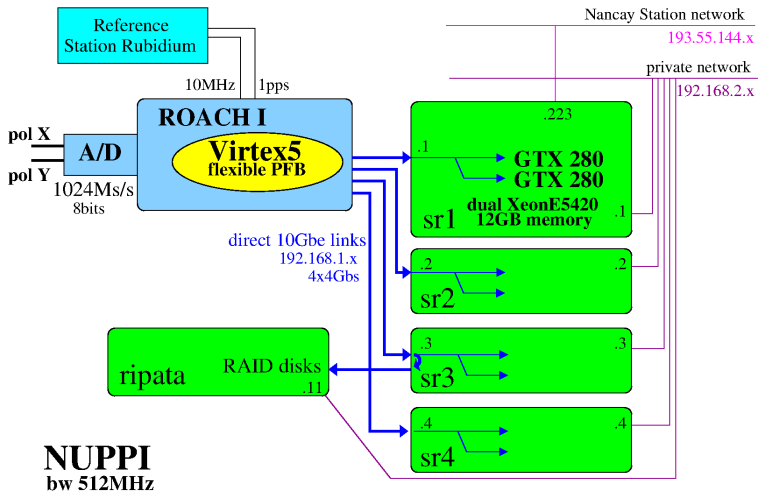 Reference
Station Rubidium
Nancay Station network
193.55.144.x
private network
192.168.2.x
10MHz
1pps
.223
ROACH I
Virtex5
flexible PFB
pol X
pol Y
A/D
1024Ms/s
8bits
.1
GTX 280
GTX 280
dual XeonE5420
12GB memory
sr1
.1
direct 10Gbe links
192.168.1.x
4x4Gbs
.2
.2
sr2
.3
.3
sr3
ripata
RAID disks
.11
.4
.4
sr4
NUPPI
bw 512MHz